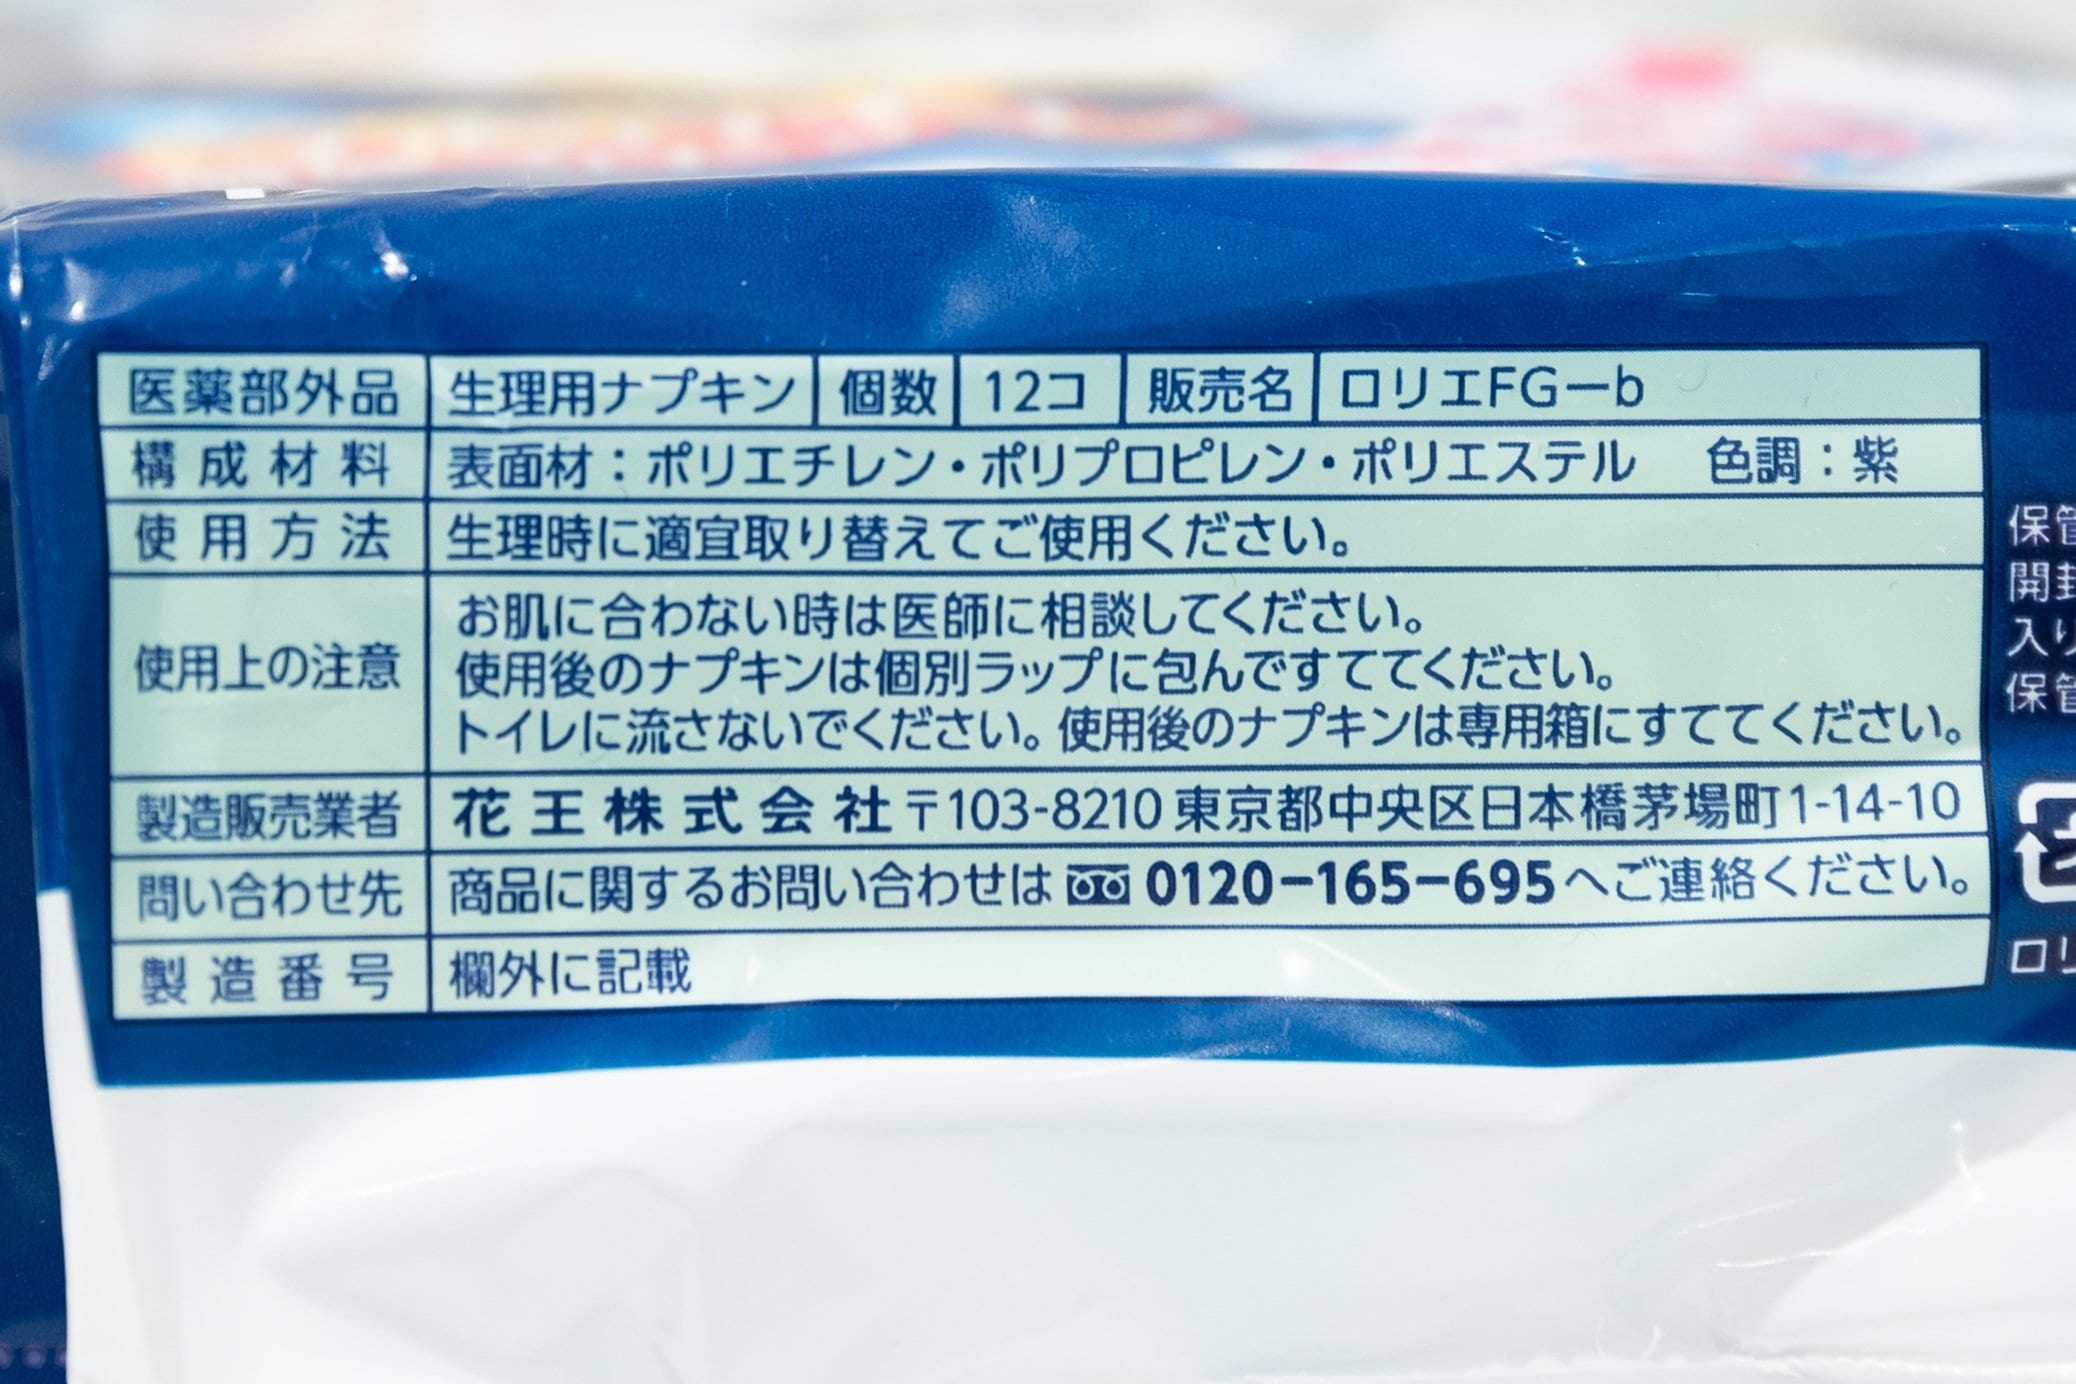 医薬部外品 生理用ナプキン 個数 12コ 販売名 ロリエFGーb
構成材料 表面材：ポリエチレン・ポリプロピレン・ポリエステル 色調：紫
使用方法 生理時に適宜取り替えてご使用ください。
使用上の注意 お肌に合わない時は医師に相談してください。
使用後のナプキンは個別ラップに包んですててください。
トイレに流さないでください。使用後のナプキンは専用箱にすててください。
製造販売業者 花王株式会社 〒103-8210 東京都中央区日本橋茅場町1-14-10
問い合わせ先 商品に関するお問い合わせは 0120-165-695へご連絡ください。
製造番号 欄外に記載
保管
開封
入り
保管
ロリ